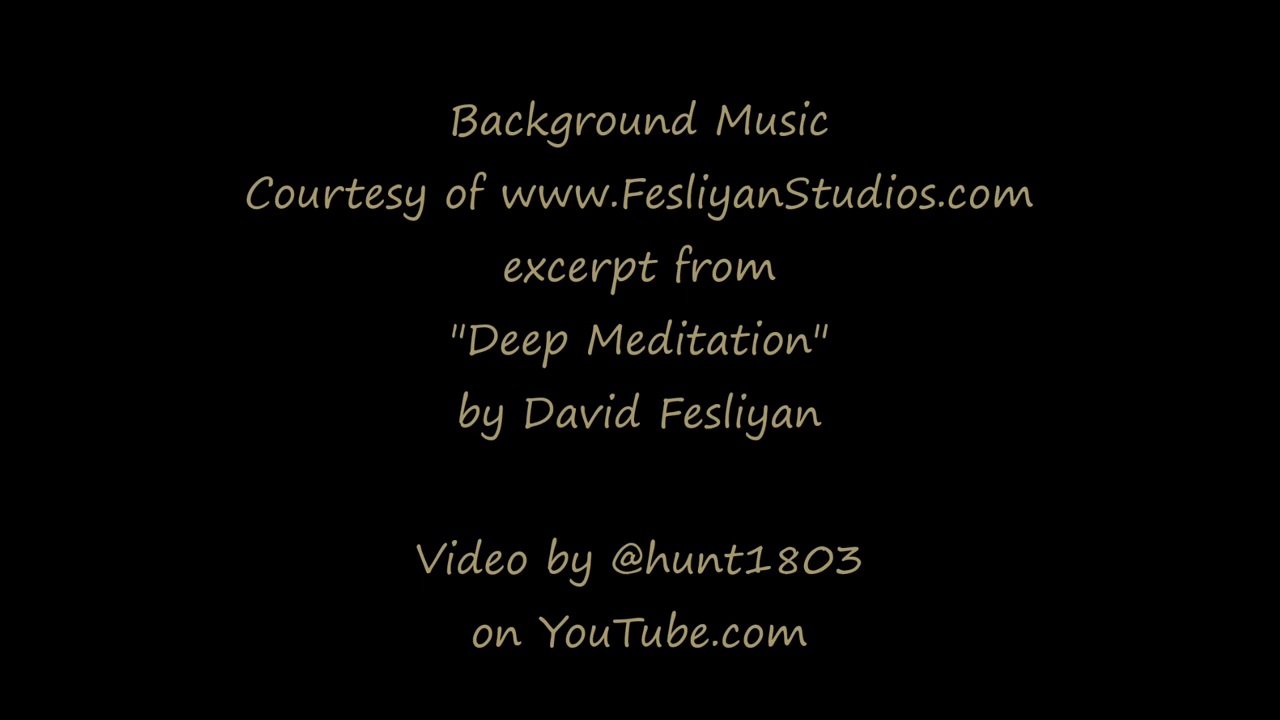 Background Music
Courtesy of www.FesliyanStudios.com
excerpt from
"Deep Meditation"
by David Fesliyan
Video by @hunt1803
on YouTube.com